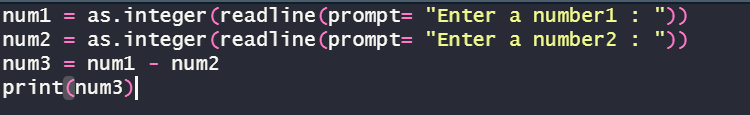 num1 = as.integer(readline(prompt= "Enter a number1 : "))
num2 = as.integer(readline(prompt= "Enter a number2 : "))
num3 = num1 - num2
print(num3)